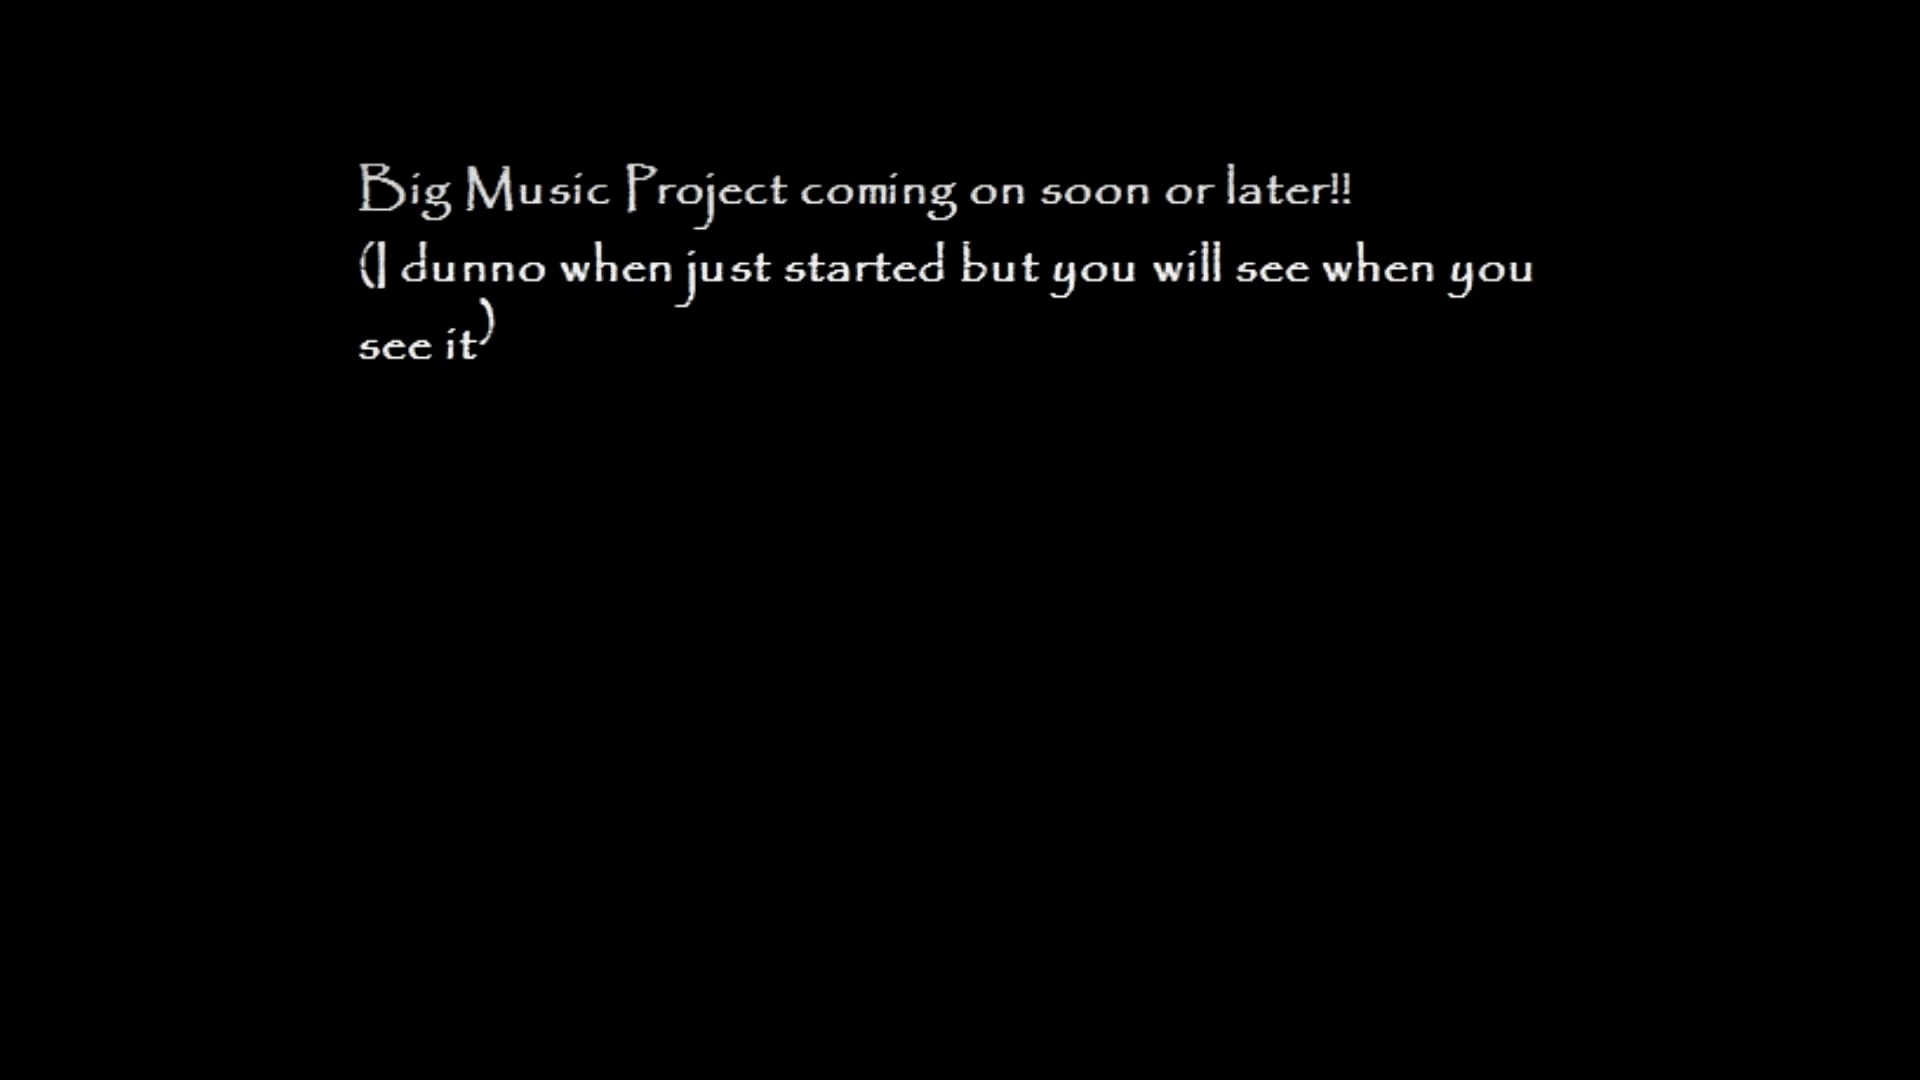 Big Music Project coming on soon or later!!
(I dunno when just started but you will see when you
see it)